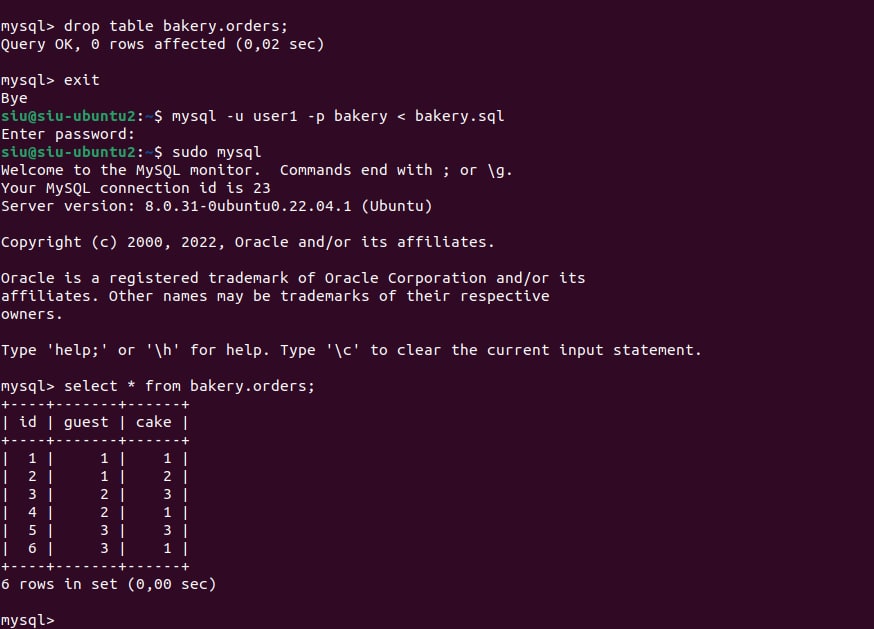 mysql> drop table bakery.orders;
Query OK, 0 rows affected (0,02 sec)
mysql> exit
Bye
siu@siu-ubuntu2:~$ mysql -u user1 -p bakery < bakery.sql
Enter password:
siu@siu-ubuntu2:~$ sudo mysql
Welcome to the MySQL monitor.  Commands end with ; or \g.
Your MySQL connection id is 23
Server version: 8.0.31-0ubuntu0.22.04.1 (Ubuntu)
Copyright (c) 2000, 2022, Oracle and/or its affiliates.
Oracle is a registered trademark of Oracle Corporation and/or its
affiliates. Other names may be trademarks of their respective
owners.
Type 'help;' or '\h' for help. Type '\c' to clear the current input statement.
mysql> select * from bakery.orders;
+----+-------+------+
| id | guest | cake |
+----+-------+------+
|  1 |     1 |    1 |
|  2 |     1 |    2 |
|  3 |     2 |    3 |
|  4 |     2 |    1 |
|  5 |     3 |    3 |
|  6 |     3 |    1 |
+----+-------+------+
6 rows in set (0,00 sec)
mysql>